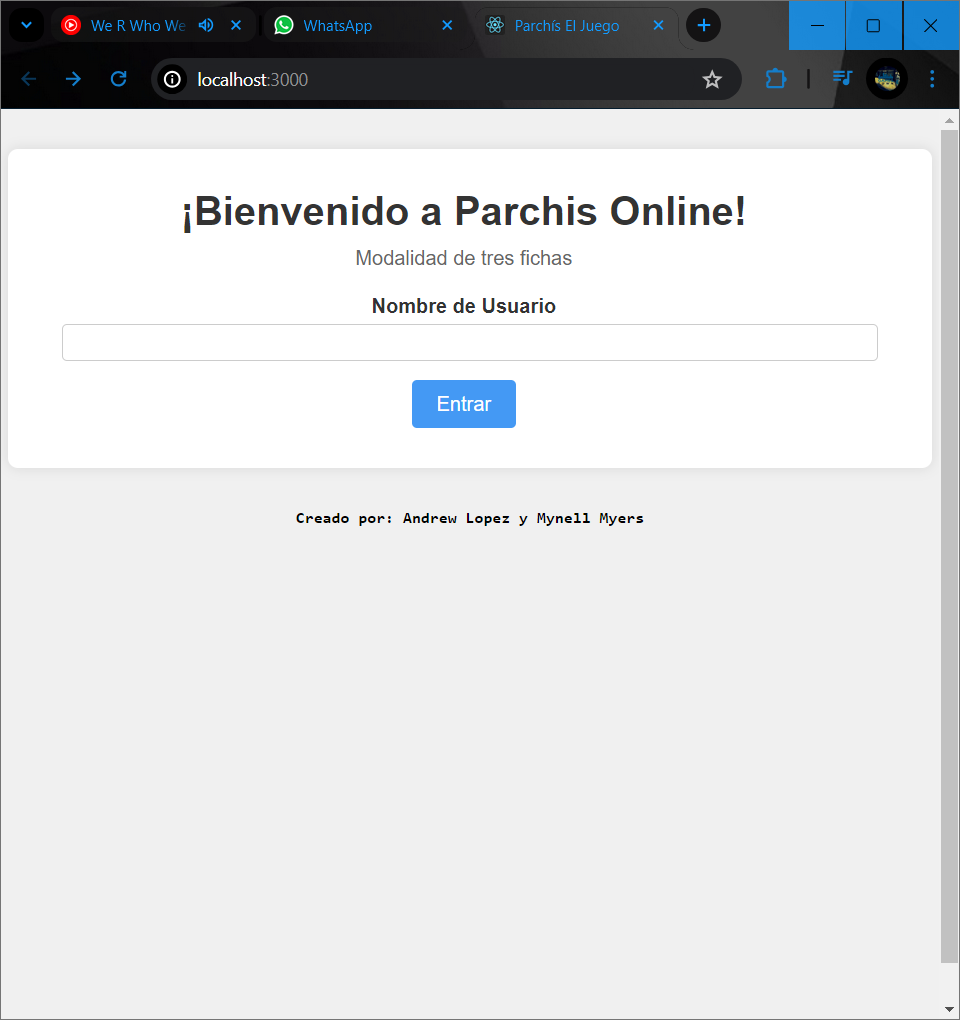 We R Who We
WhatsApp
Parchís El Juego
localhost:3000
¡Bienvenido a Parchis Online!
Modalidad de tres fichas
Nombre de Usuario
Entrar
Creado por: Andrew Lopez y Mynell Myers